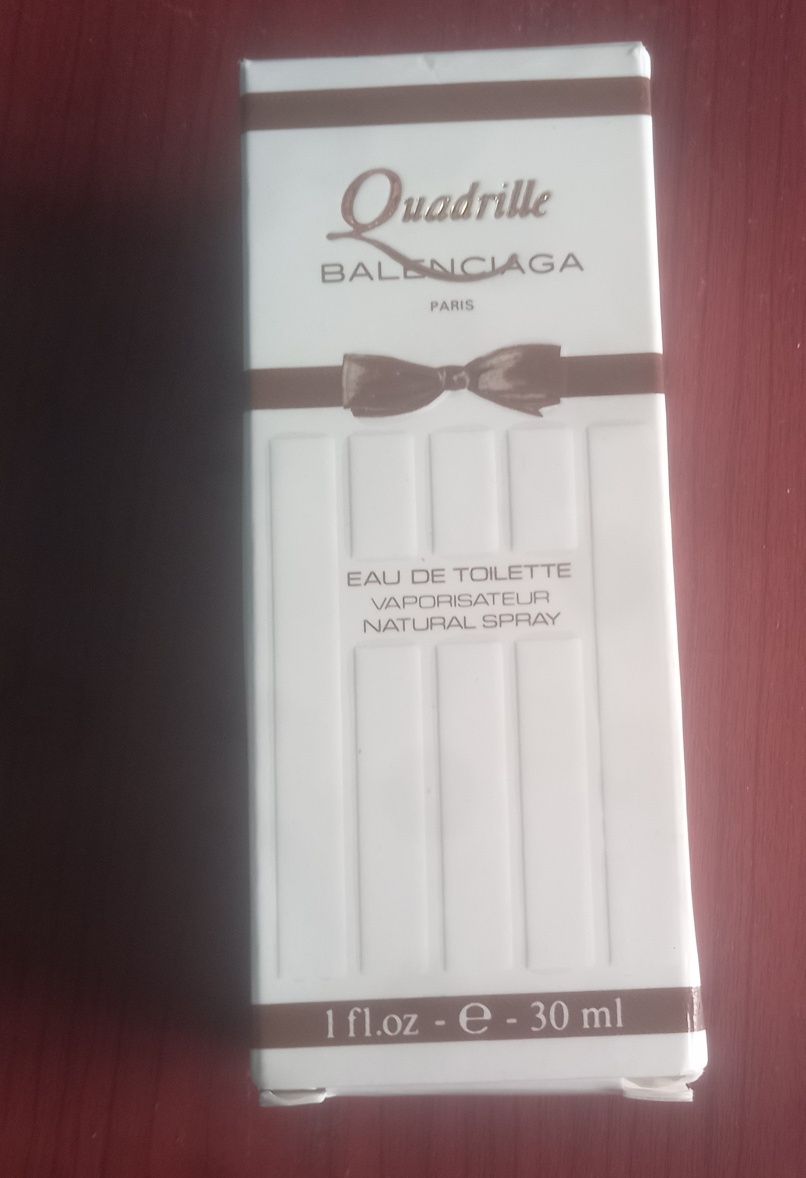 Quadrille
BALENCIAGA
PARIS
EAU DE TOILETTE
VAPORISATEUR
NATURAL SPRAY
1 fl.oz - ℮ - 30 ml